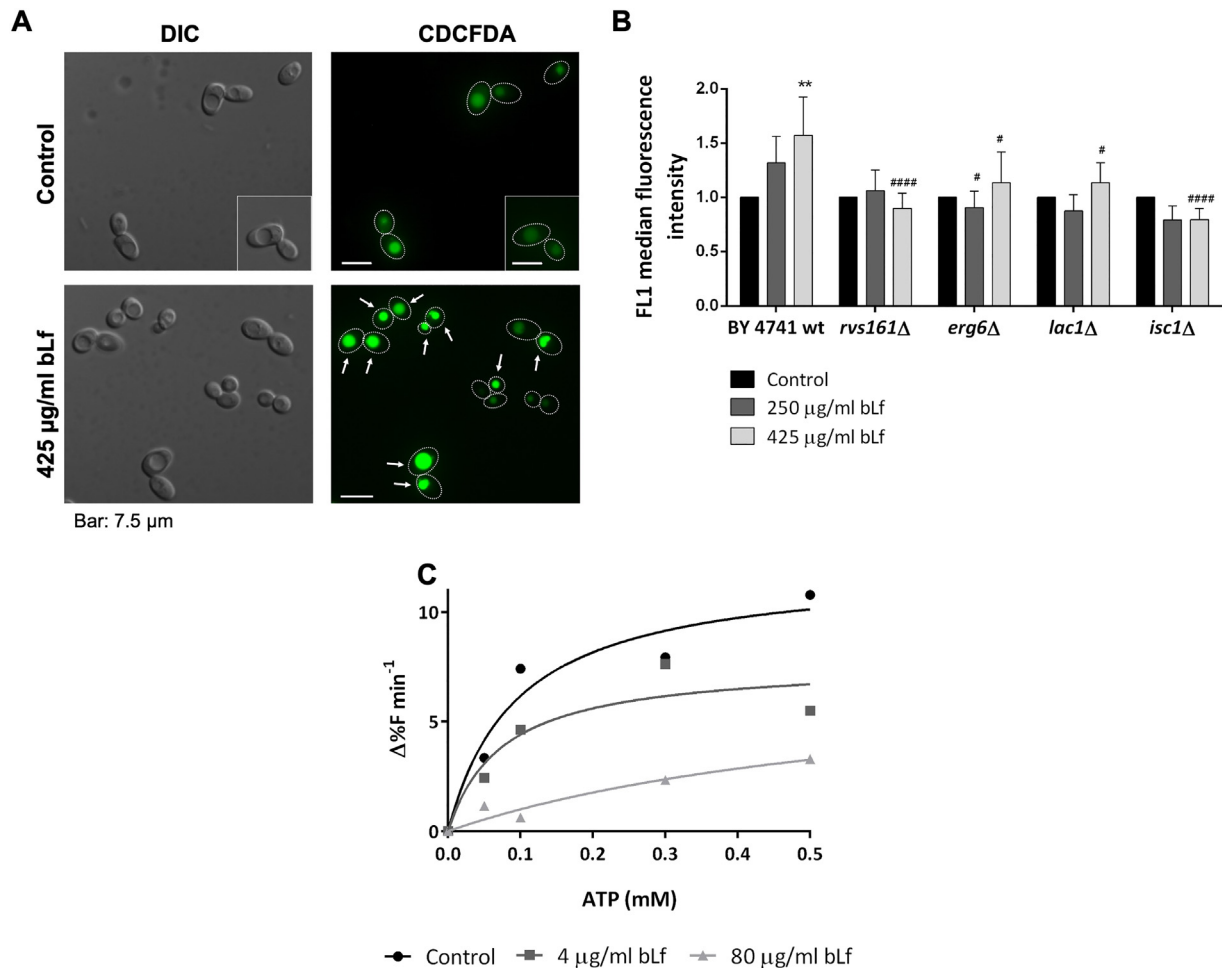 A
DIC
CDCFDA
Control
425 µg/ml bLf
Bar: 7.5 µm
B
FL1 median fluorescence
intensity
2.0
1.5
1.0
0.5
0.0
**
####
#
#
#
####
BY 4741 wt
rvs161Δ
erg6Δ
lac1Δ
isc1Δ
Control
250 µg/ml bLf
425 µg/ml bLf
C
Δ%F min⁻¹
10
5
0
0.0 0.1 0.2 0.3 0.4 0.5
ATP (mM)
Control 4 µg/ml bLf 80 µg/ml bLf